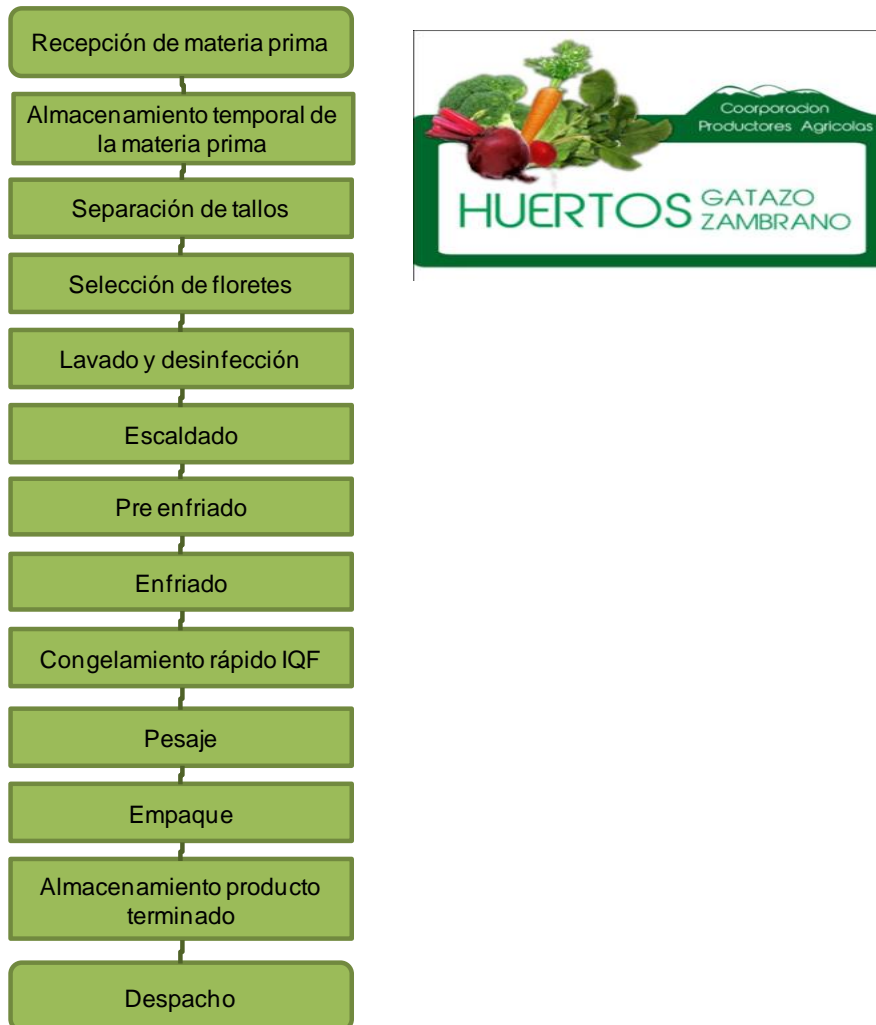 Recepción de materia prima
Almacenamiento temporal de
la materia prima
Separación de tallos
Selección de floretes
Lavado y desinfección
Escaldado
Pre enfriado
Enfriado
Congelamiento rápido IQF
Pesaje
Empaque
Almacenamiento producto
terminado
Despacho
Coorporacion
Productores Agricolas
HUERTOS GATAZO
ZAMBRANO